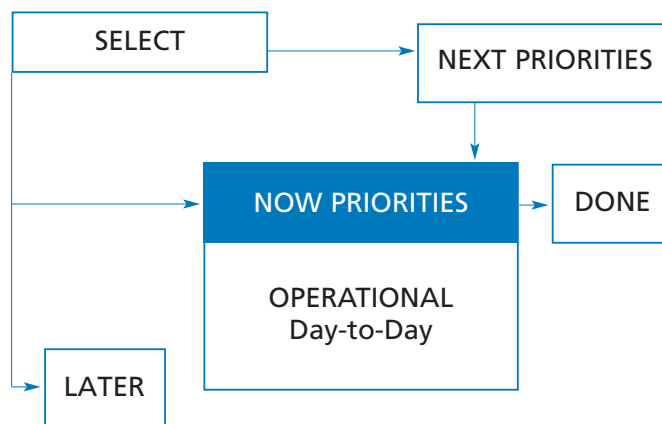 SELECT
NEXT PRIORITIES
NOW PRIORITIES
DONE
OPERATIONAL
Day-to-Day
LATER